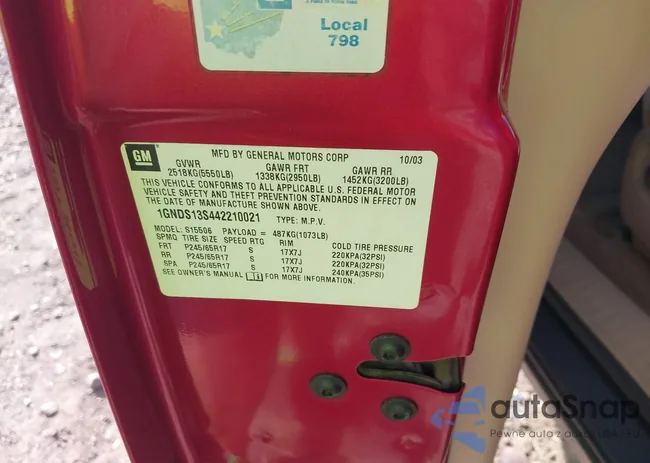 Local
798
GM
MFD BY GENERAL MOTORS CORP 10/03
GVWR GAWR FRT GAWR RR
2518KG(5550LB) 1338KG(2950LB) 1452KG(3200LB)
THIS VEHICLE CONFORMS TO ALL APPLICABLE U.S. FEDERAL MOTOR
VEHICLE SAFETY AND THEFT PREVENTION STANDARDS IN EFFECT ON
THE DATE OF MANUFACTURE SHOWN ABOVE.
1GNDS13S442210021 TYPE: M.P.V.
MODEL: S15506 PAYLOAD = 487KG(1073LB)
SPMQ TIRE SIZE SPEED RTG RIM COLD TIRE PRESSURE
FRT P245/65R17 S 17X7J 220KPA(32PSI)
RR P245/65R17 S 17X7J 220KPA(32PSI)
SPA P245/65R17 S 17X7J 240KPA(35PSI)
SEE OWNER'S MANUAL FOR MORE INFORMATION.
autaSnap
Pewne auto z